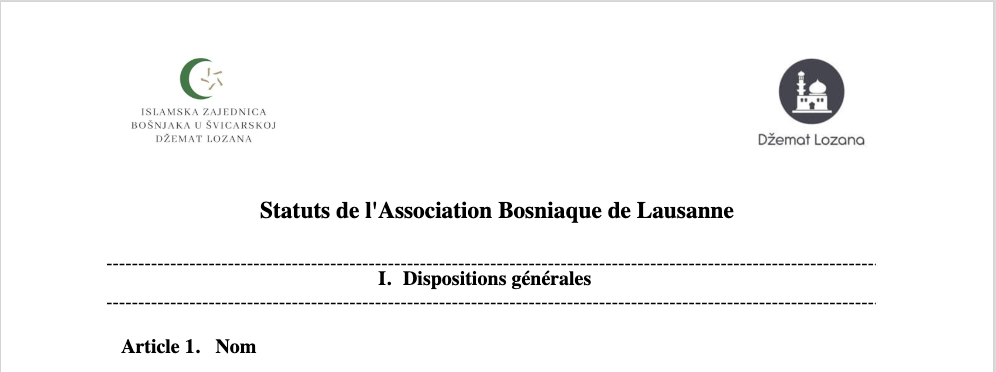 ISLAMSKA ZAJEDNICA
BOŠNJAKA U ŠVICARSKOJ
DŽEMAT LOZANA
Džemat Lozana
Statuts de l'Association Bosniaque de Lausanne
I. Dispositions générales
Article 1. Nom